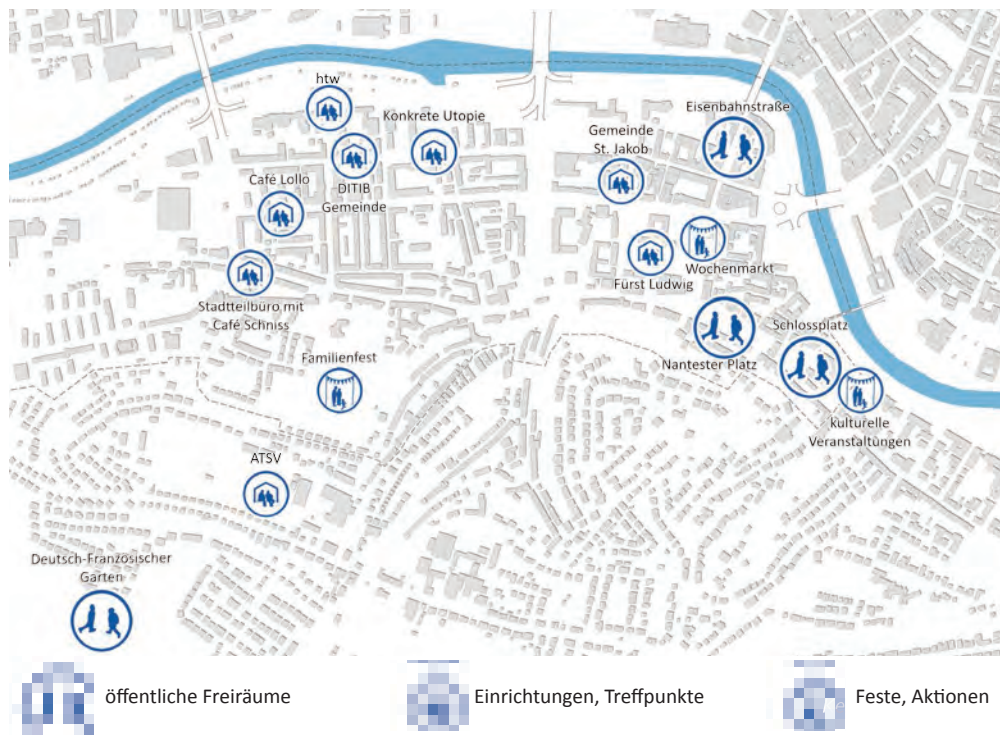 htw
Konkrete Utopie
Eisenbahnstraße
Gemeinde
St. Jakob
DITIB
Gemeinde
Café Lollo
Wochenmarkt
Fürst Ludwig
Stadtteilbüro mit
Café Schniss
Schlossplatz
Familienfest
Nantester Platz
kulturelle
Veranstaltungen
ATSV
Deutsch-Französischer
Garten
öffentliche Freiräume
Einrichtungen, Treffpunkte
Feste, Aktionen